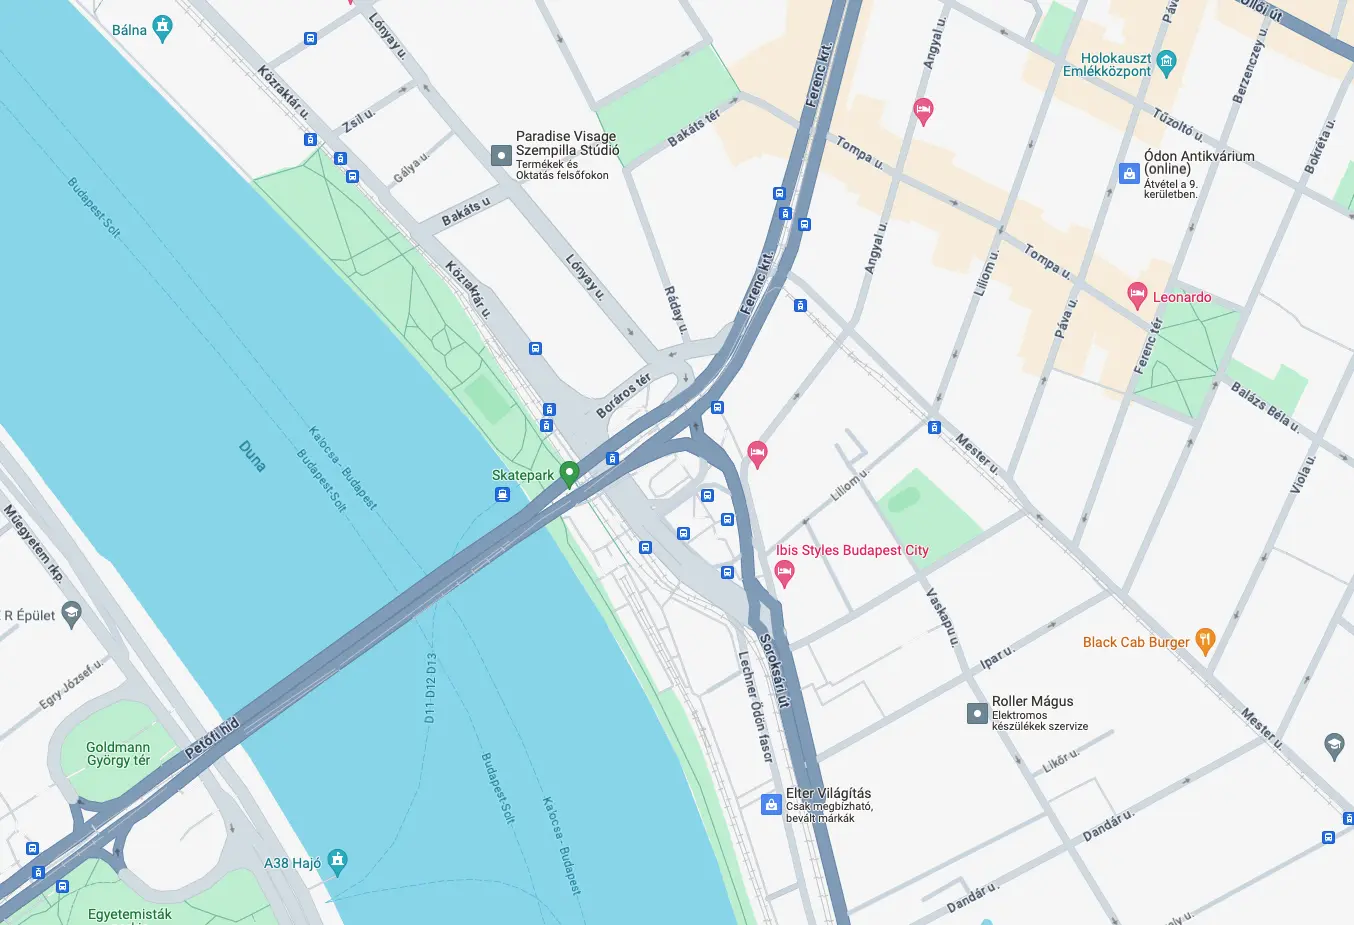 Bálna
Lónyay u.
Közraktár u.
Zsil u.
Gálya u.
Bakáts u
Paradise Visage
Szempilla Stúdió
Termékek és
Oktatás felsőfokon
Bakáts tér
Ferenc krt.
Angyal u.
Tompa u.
Holokauszt
Emlékközpont
Berzenczey u.
Tűzoltó u.
Bokréta u.
Ódon Antikvárium
(online)
Átvétel a 9.
kerületben.
Budapest-Solt
Közraktár u.
Lónyay u.
Ráday u.
Ferenc krt.
Angyal u.
Liliom u.
Tompa u.
Páva u.
Leonardo
Ferenc tér
Balázs Béla u.
Viola u.
Boráros tér
Mester u.
Duna
Kalocsa - Budapest
Budapest-Solt
Skatepark
Liliom u.
Műegyetem rkp.
Ibis Styles Budapest City
R Épület
Vaskapu u.
Black Cab Burger
Ipar u.
Egry József u.
D11-D12 D13
Lechner Ödön fasor
Soroksári út
Roller Mágus
Elektromos
készülékek szervize
Mester u.
Petőfi híd
Goldmann
György tér
Likőr u.
Budapest-Solt
Kalocsa - Budapest
Elter Világítás
Csak megbízható,
bevált márkák
Dandár u.
A38 Hajó
Dandár u.
Egyetemisták